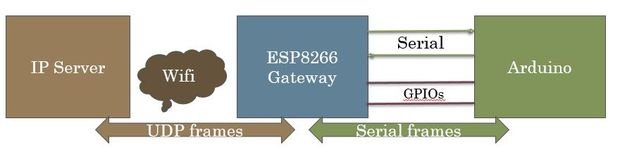 IP Server
Wifi
ESP8266
Gateway
Serial
GPIOs
Arduino
UDP frames
Serial frames